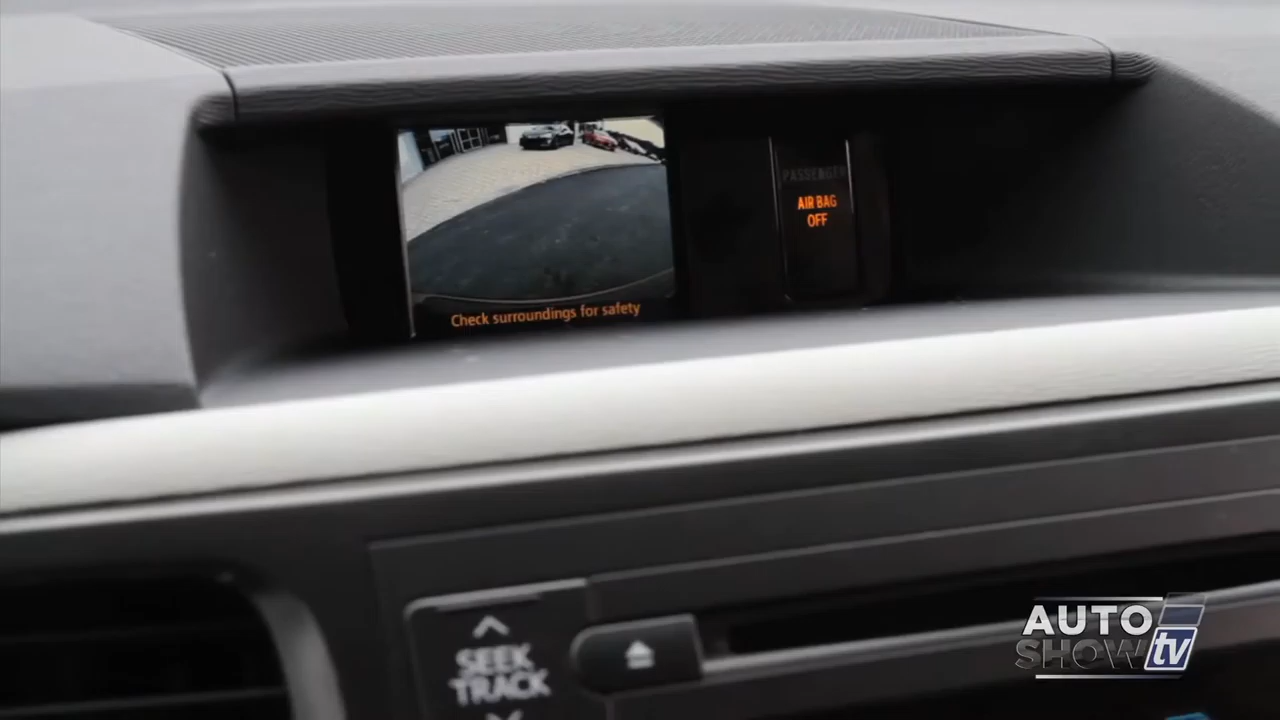 PASSENGER
AIR BAG
OFF
Check surroundings for safety
SEEK
TRACK
AUTO
SHOW tv